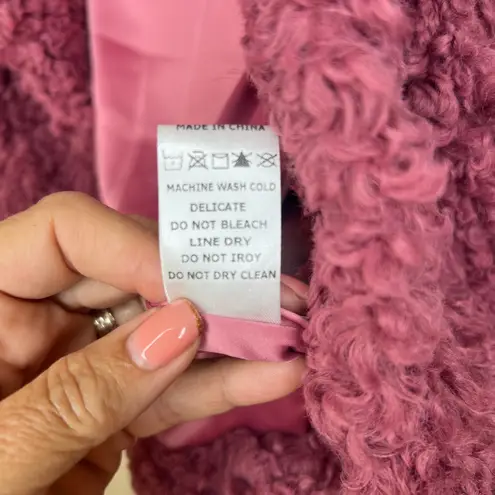 MADE IN CHINA
MACHINE WASH COLD
DELICATE
DO NOT BLEACH
LINE DRY
DO NOT IROY
DO NOT DRY CLEAN